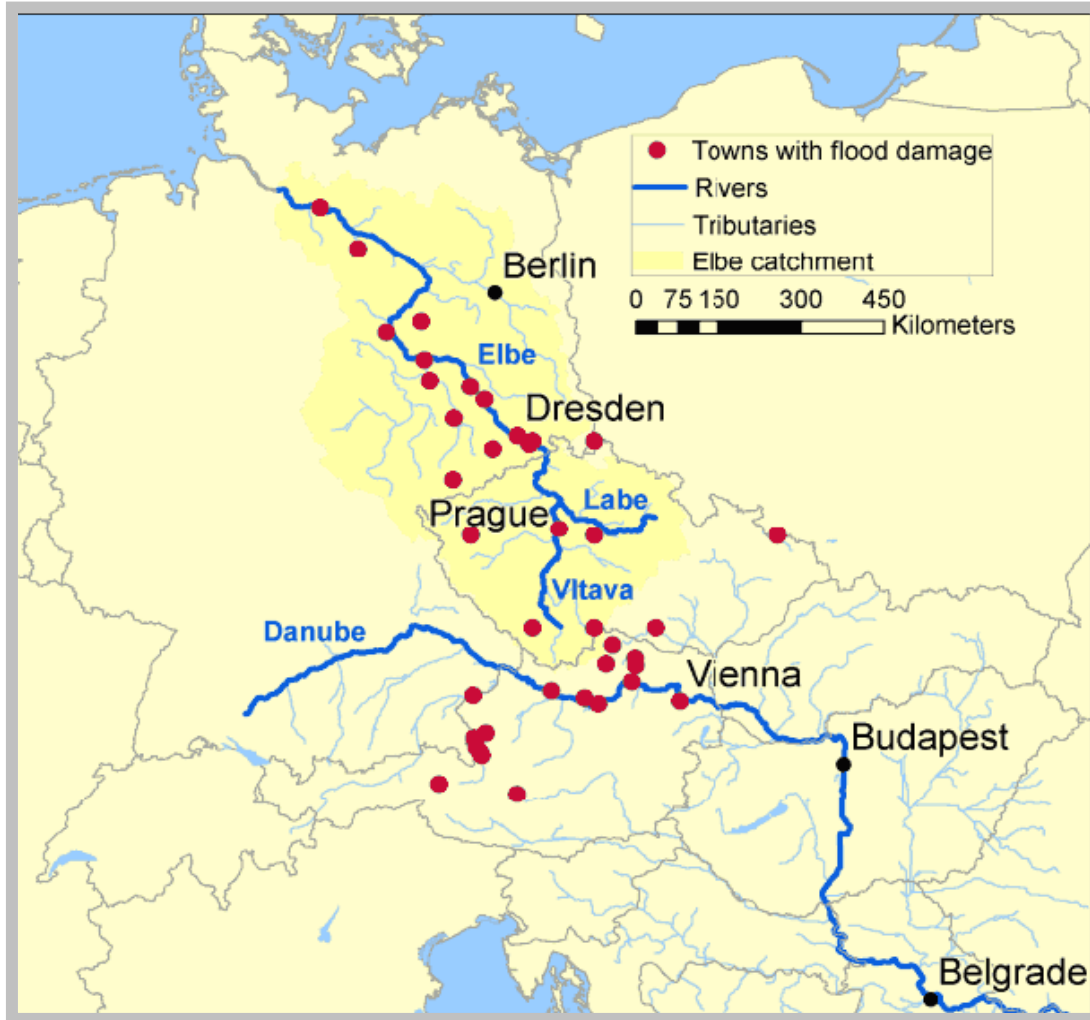 Towns with flood damage
Rivers
Tributaries
Elbe catchment
0 75 150 300 450
Kilometers
Berlin
Elbe
Dresden
Labe
Prague
Vltava
Danube
Vienna
Budapest
Belgrade